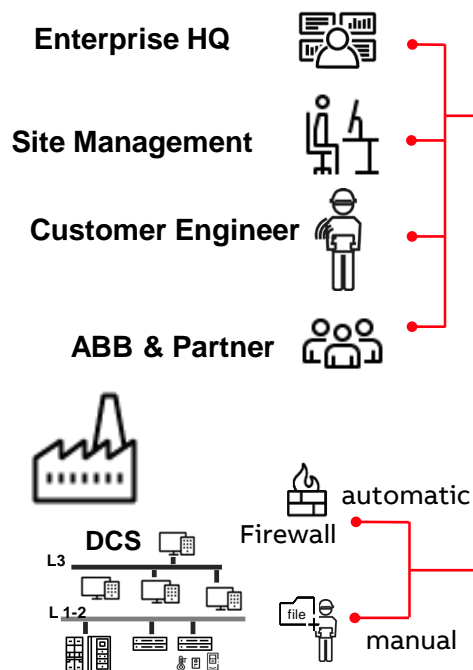 Enterprise HQ
Site Management
Customer Engineer
ABB & Partner
automatic
Firewall
DCS
L3
L 1-2
file
manual